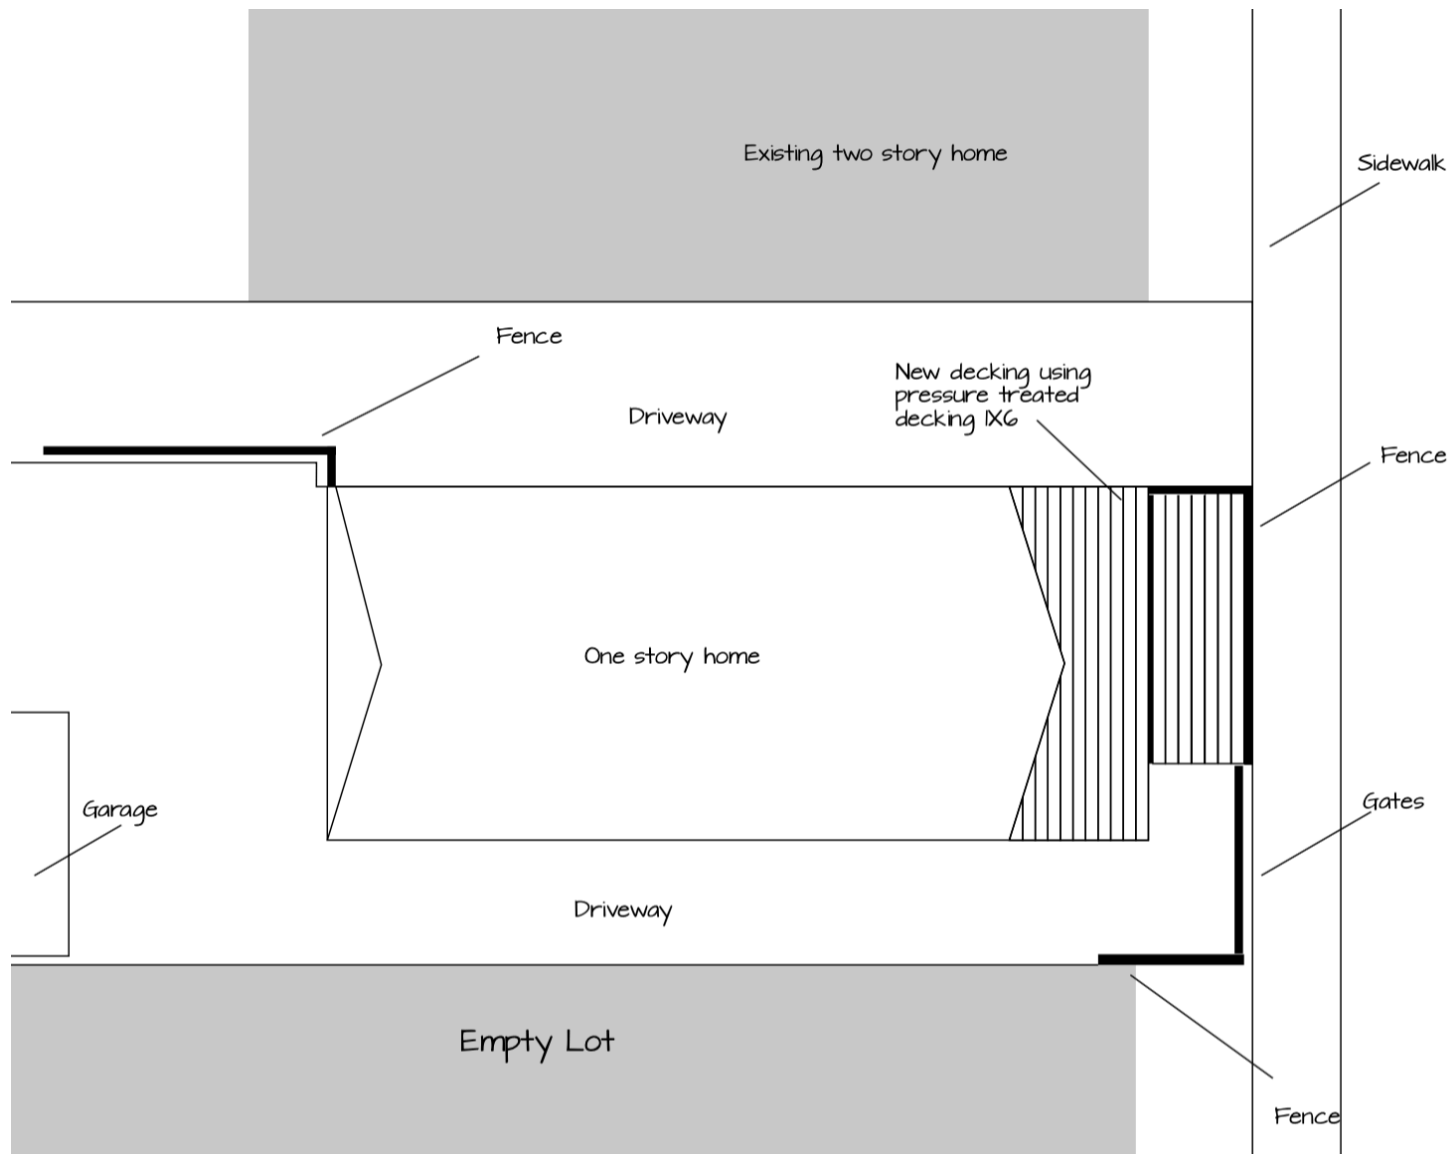 Existing two story home
Sidewalk
Fence
New decking using
pressure treated
decking 1X6
Driveway
Fence
One story home
Garage
Gates
Driveway
Empty Lot
Fence